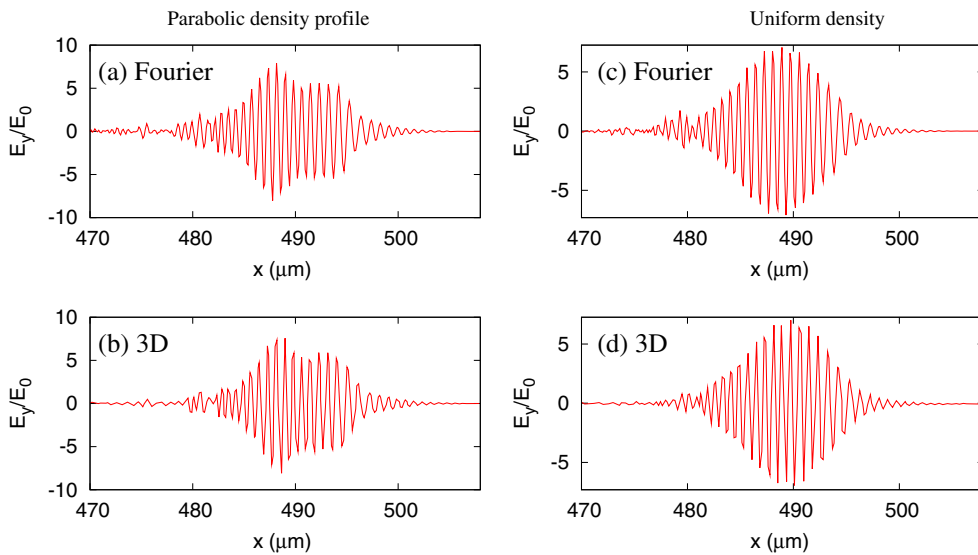 Parabolic density profile
Uniform density
(a) Fourier
10
5
0
-5
-10
E_y/E_0
470 480 490 500
x (μm)
(c) Fourier
5
0
-5
E_y/E_0
470 480 490 500
x (μm)
(b) 3D
10
5
0
-5
-10
E_y/E_0
470 480 490 500
x (μm)
(d) 3D
5
0
-5
E_y/E_0
470 480 490 500
x (μm)